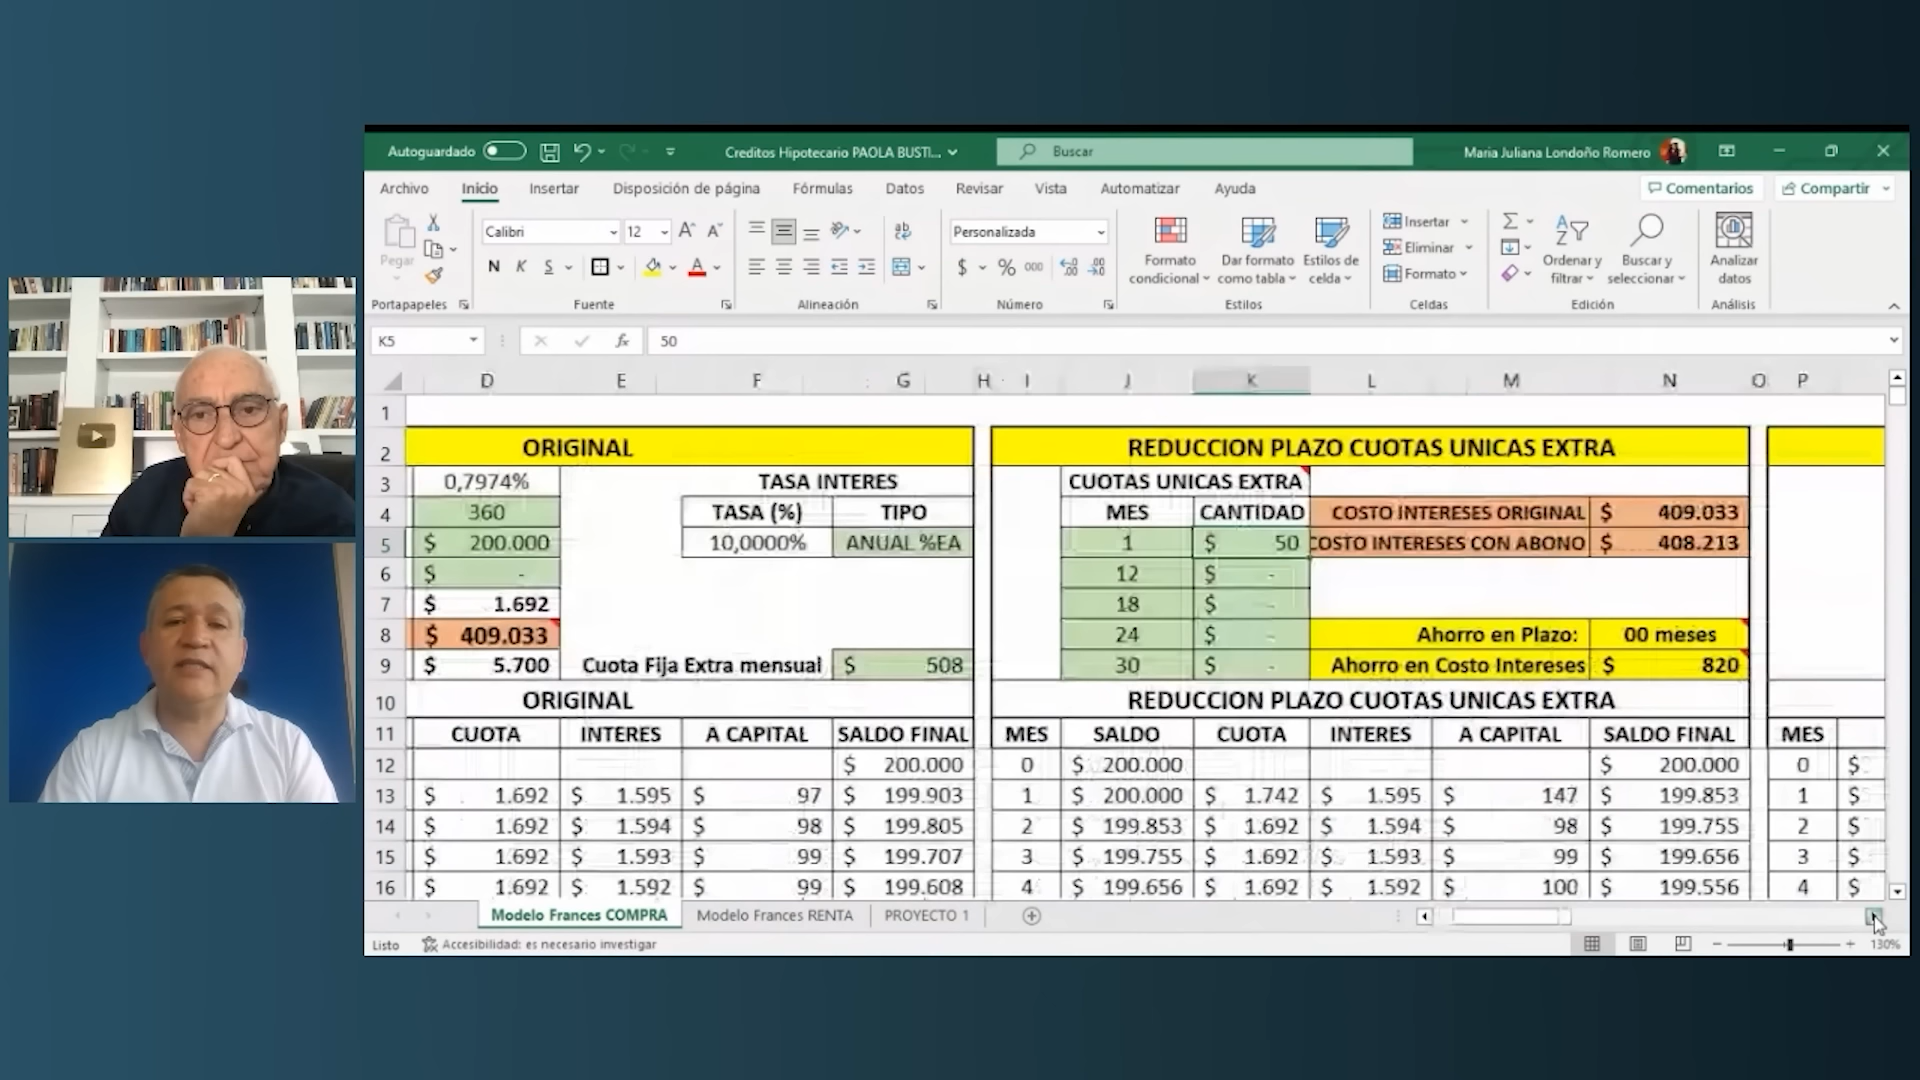 Autoguardado
Creditos Hipotecario PAOLA BUSTI...
Buscar
Maria Juliana Londoño Romero
Archivo Inicio Insertar Disposición de página Fórmulas Datos Revisar Vista Automatizar Ayuda
Comentarios Compartir
Pegar
Calibri 12
N K S
Personalizada
$ % 000
Formato condicional
Dar formato como tabla
Estilos de celda
Insertar
Eliminar
Formato
Ordenar y filtrar
Buscar y seleccionar
Analizar datos
Portapapeles Fuente Alineación Número Estilos Celdas Edición Análisis
K5 fx 50
D E F G H I J K L M N O P
1
2 ORIGINAL REDUCCION PLAZO CUOTAS UNICAS EXTRA
3 0,7974% TASA INTERES CUOTAS UNICAS EXTRA
4 360 TASA (%) TIPO MES CANTIDAD COSTO INTERESES ORIGINAL $ 409.033
5 $ 200.000 10,0000% ANUAL %EA 1 $ 50 COSTO INTERESES CON ABONO $ 408.213
6 $ - 12 $ -
7 $ 1.692 18 $ -
8 $ 409.033 24 $ - Ahorro en Plazo: 00 meses
9 $ 5.700 Cuota Fija Extra mensual $ 508 30 $ - Ahorro en Costo Intereses $ 820
10 ORIGINAL REDUCCION PLAZO CUOTAS UNICAS EXTRA
11 CUOTA INTERES A CAPITAL SALDO FINAL MES SALDO CUOTA INTERES A CAPITAL SALDO FINAL MES
12 $ 200.000 0 $ 200.000 $ 200.000 0 $
13 $ 1.692 $ 1.595 $ 97 $ 199.903 1 $ 200.000 $ 1.742 $ 1.595 $ 147 $ 199.853 1 $
14 $ 1.692 $ 1.594 $ 98 $ 199.805 2 $ 199.853 $ 1.692 $ 1.594 $ 98 $ 199.755 2 $
15 $ 1.692 $ 1.593 $ 99 $ 199.707 3 $ 199.755 $ 1.692 $ 1.593 $ 99 $ 199.656 3 $
16 $ 1.692 $ 1.592 $ 99 $ 199.608 4 $ 199.656 $ 1.692 $ 1.592 $ 100 $ 199.556 4 $
Modelo Frances COMPRA Modelo Frances RENTA PROYECTO 1
Listo Accesibilidad: es necesario investigar 130%